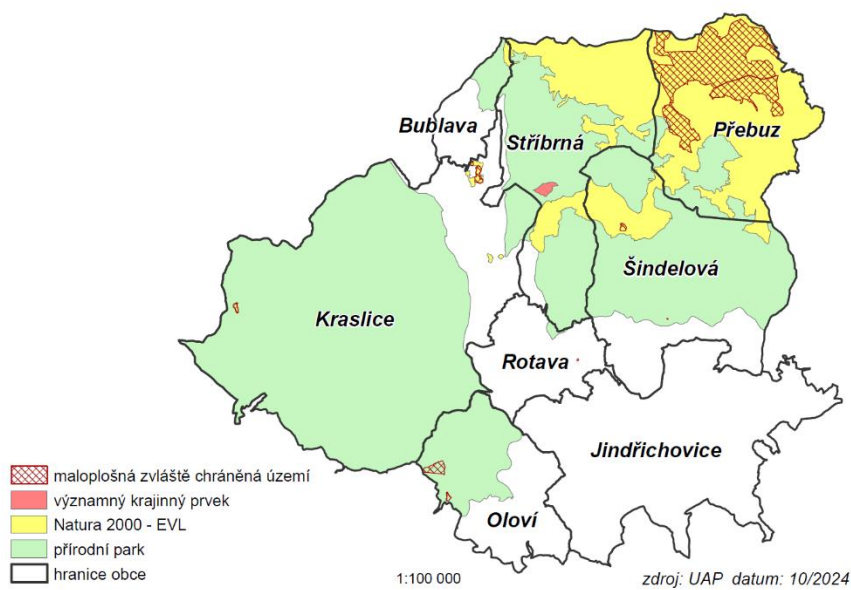 Bublava
Stříbrná
Přebuz
Šindelová
Kraslice
Rotava
Jindřichovice
Oloví
maloplošná zvláště chráněná území
významný krajinný prvek
Natura 2000 - EVL
přírodní park
hranice obce
1:100 000
zdroj: UAP datum: 10/2024